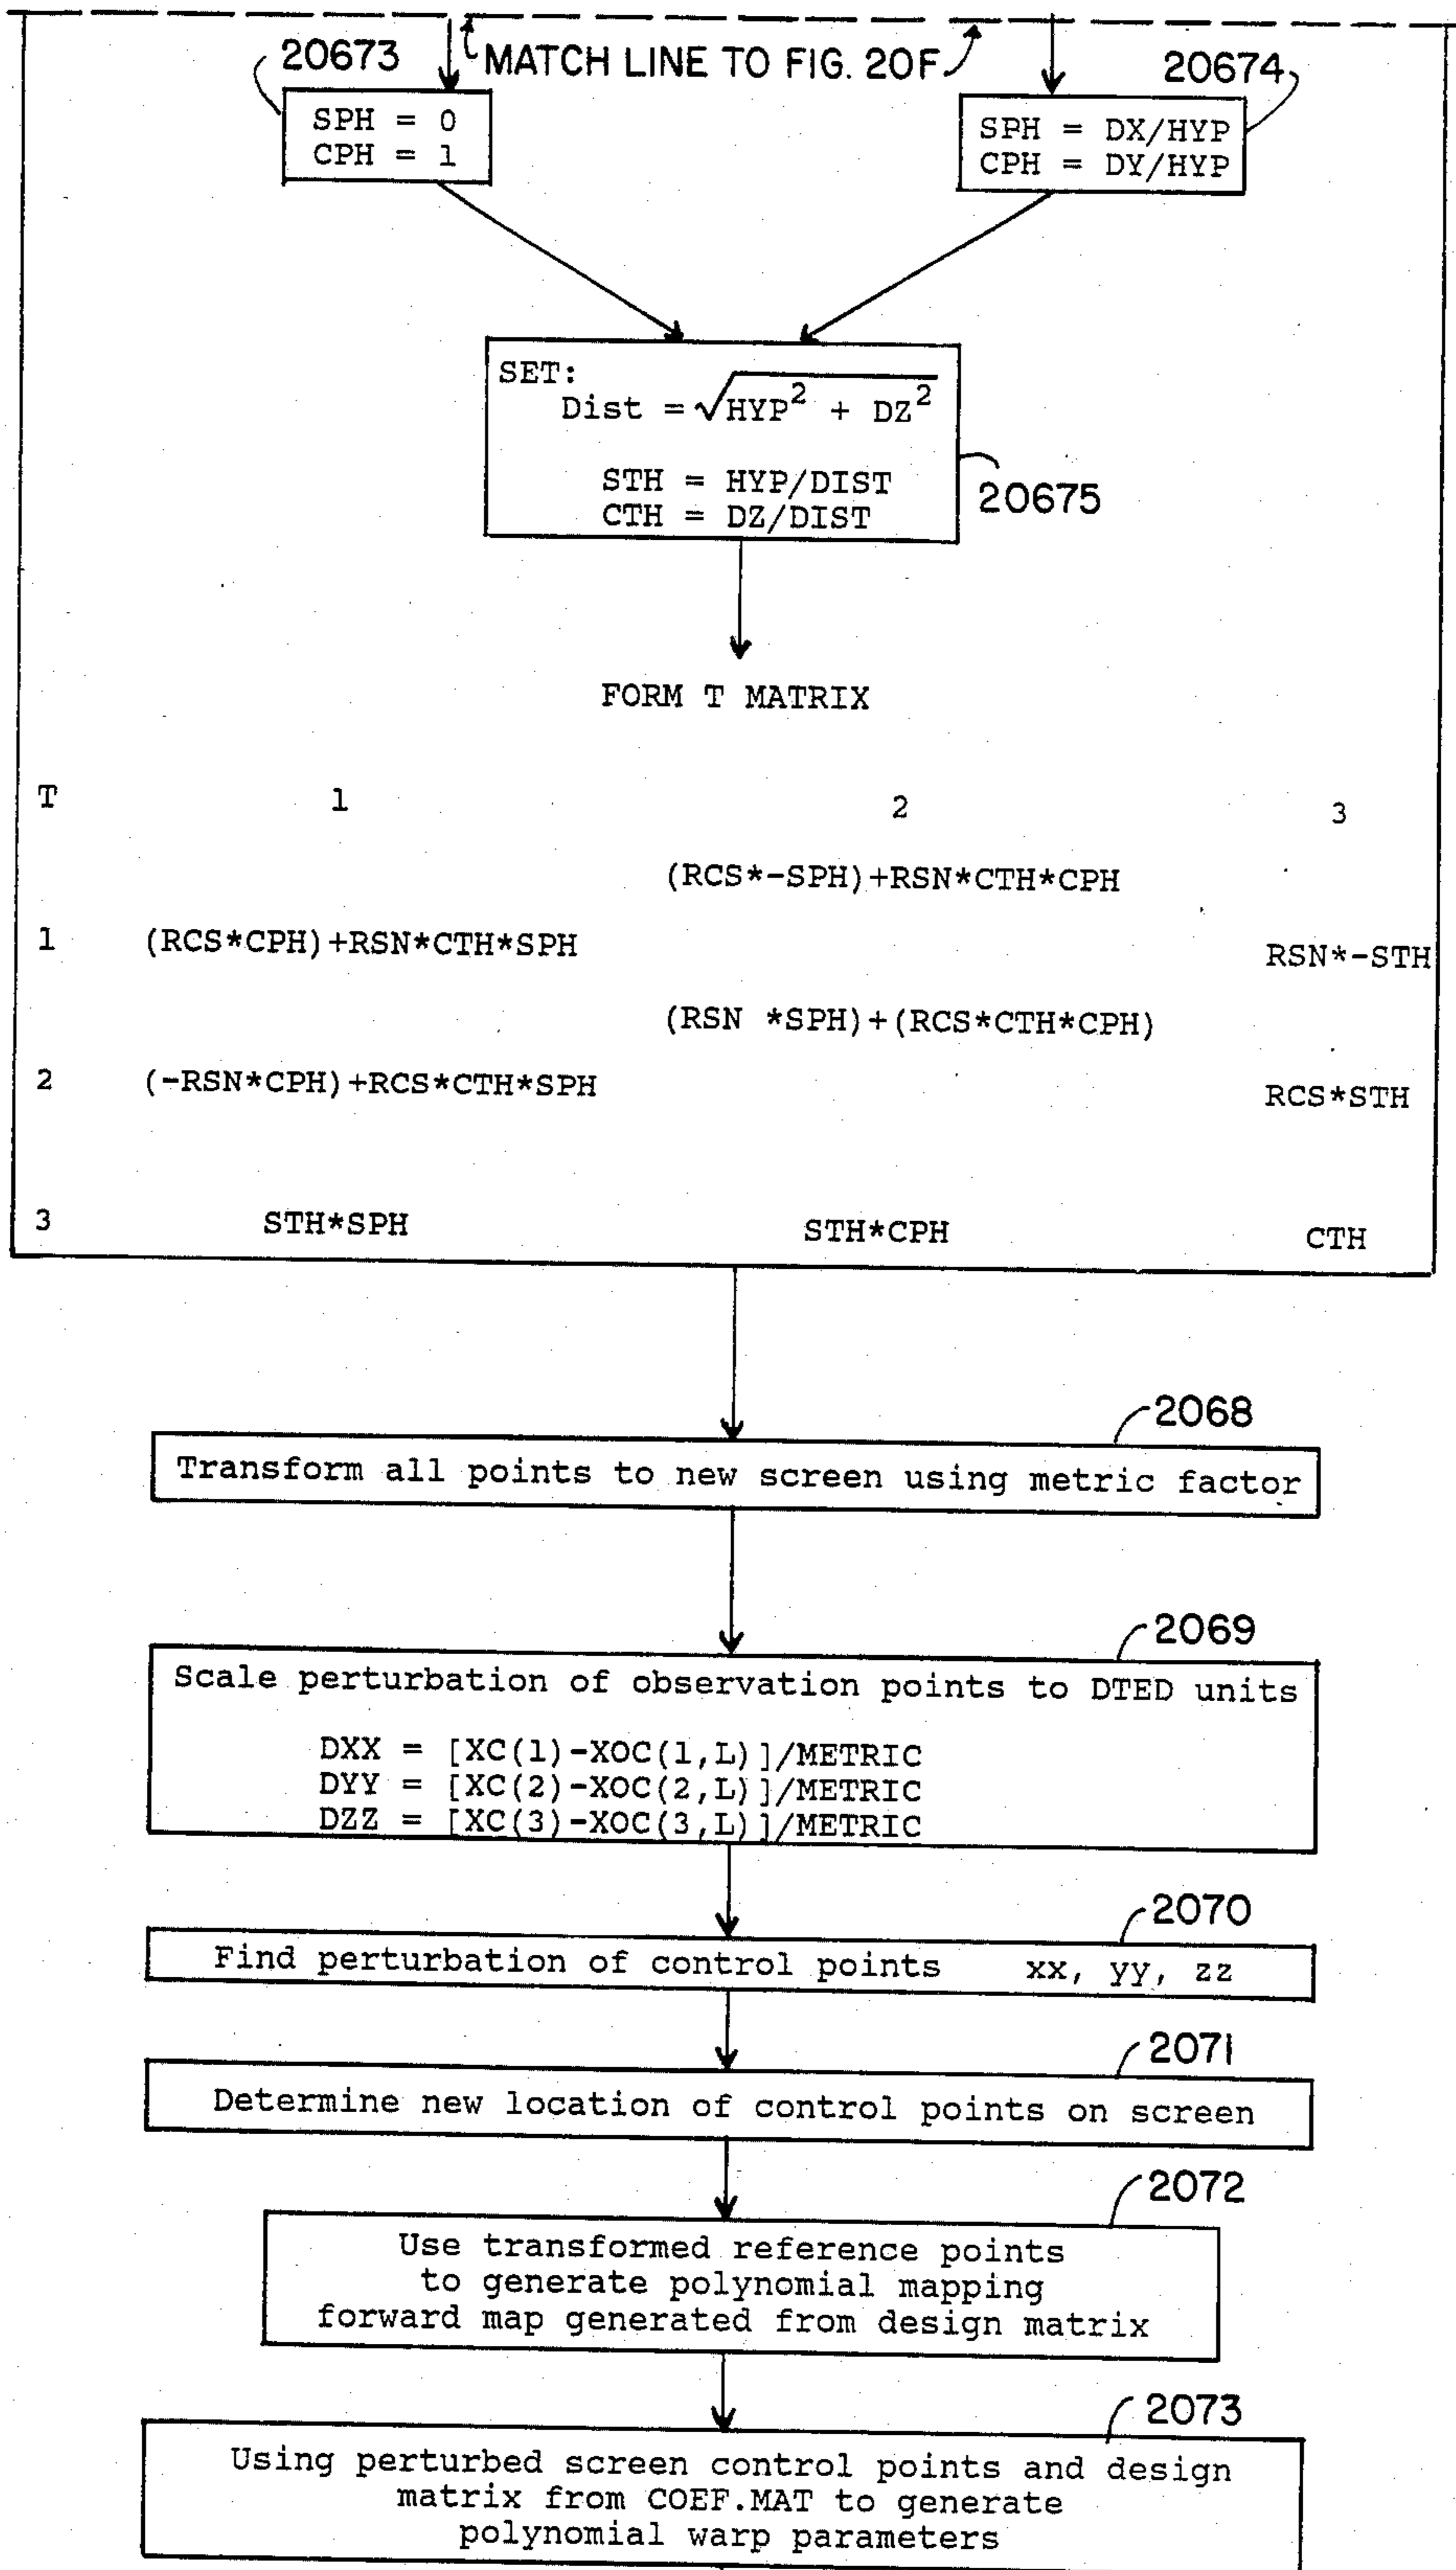 MATCH LINE TO FIG. 20F
20673
20674
SPH = 0
CPH = 1
SPH = DX/HYP
CPH = DY/HYP
SET:
Dist = √HYP² + DZ²
STH = HYP/DIST
CTH = DZ/DIST
20675
FORM T MATRIX
T 1 2 3
(RCS*-SPH)+RSN*CTH*CPH
1 (RCS*CPH)+RSN*CTH*SPH RSN*-STH
(RSN *SPH)+(RCS*CTH*CPH)
2 (-RSN*CPH)+RCS*CTH*SPH RCS*STH
3 STH*SPH STH*CPH CTH
2068
Transform all points to new screen using metric factor
2069
Scale perturbation of observation points to DTED units
DXX = [XC(1)-XOC(1,L)]/METRIC
DYY = [XC(2)-XOC(2,L)]/METRIC
DZZ = [XC(3)-XOC(3,L)]/METRIC
2070
Find perturbation of control points xx, yy, zz
2071
Determine new location of control points on screen
2072
Use transformed reference points
to generate polynomial mapping
forward map generated from design matrix
2073
Using perturbed screen control points and design
matrix from COEF.MAT to generate
polynomial warp parameters